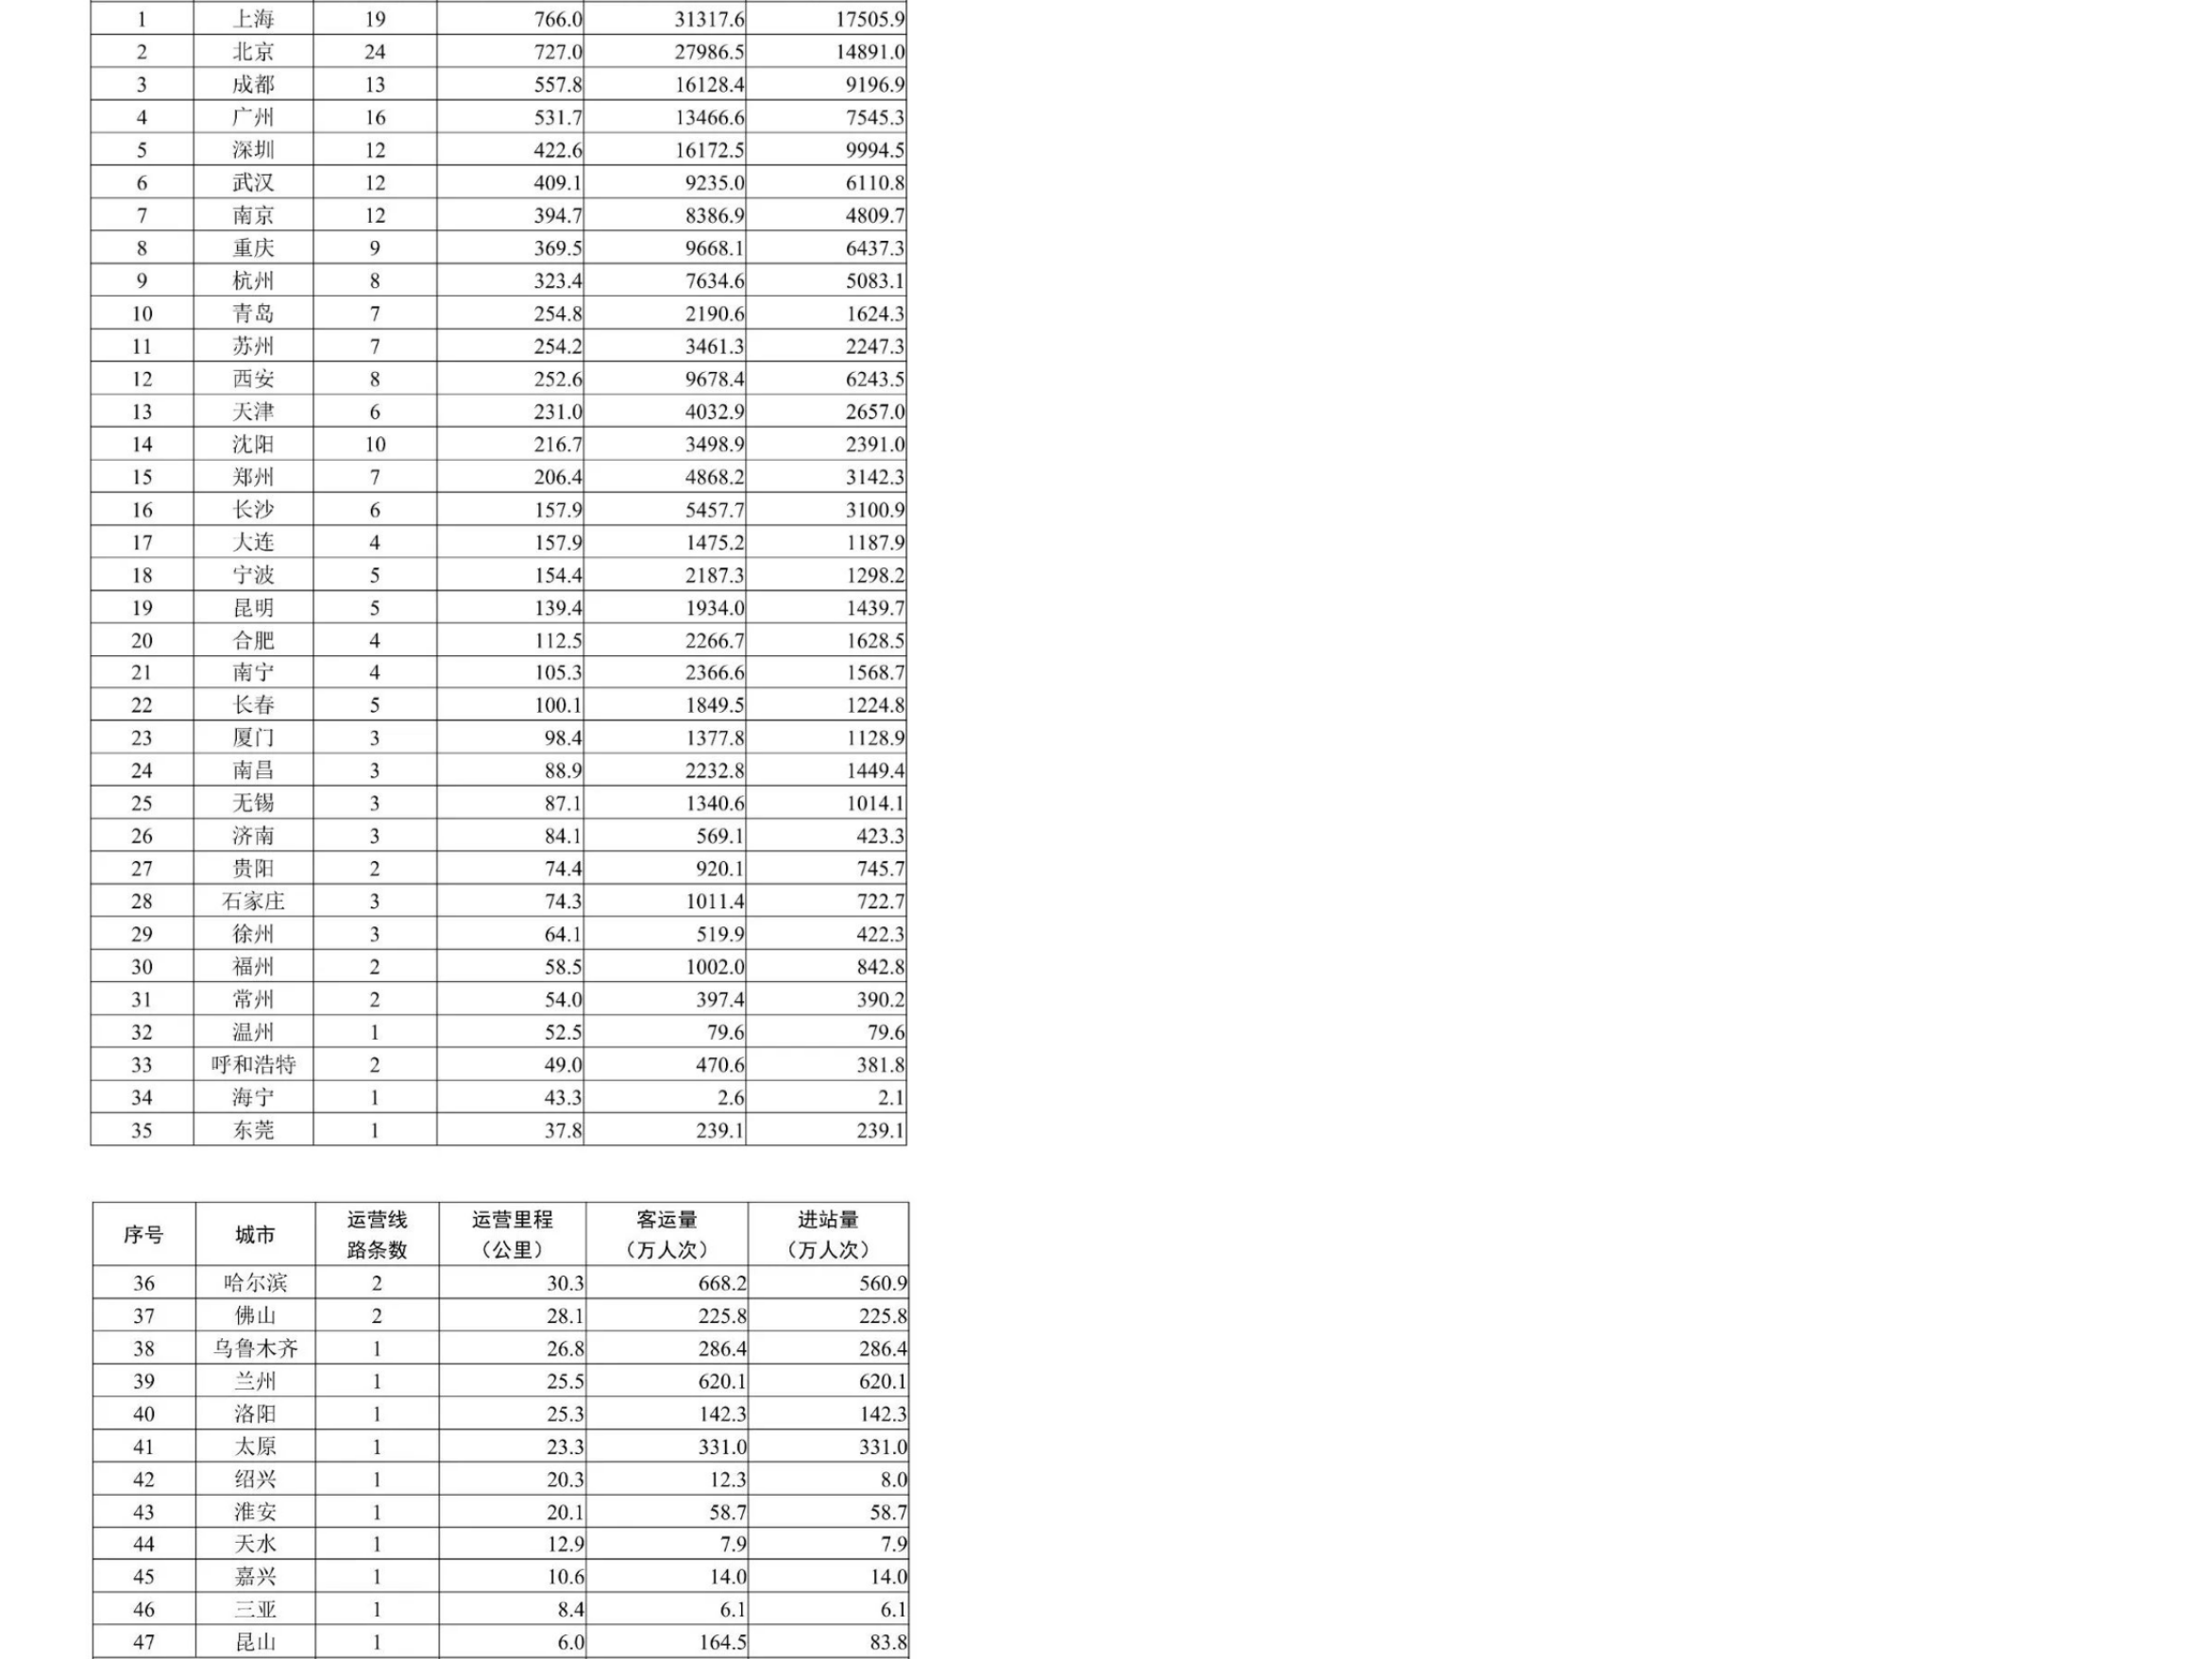 1 上海 19 766.0 31317.6 17505.9
2 北京 24 727.0 27986.5 14891.0
3 成都 13 557.8 16128.4 9196.9
4 广州 16 531.7 13466.6 7545.3
5 深圳 12 422.6 16172.5 9994.5
6 武汉 12 409.1 9235.0 6110.8
7 南京 12 394.7 8386.9 4809.7
8 重庆 9 369.5 9668.1 6437.3
9 杭州 8 323.4 7634.6 5083.1
10 青岛 7 254.8 2190.6 1624.3
11 苏州 7 254.2 3461.3 2247.3
12 西安 8 252.6 9678.4 6243.5
13 天津 6 231.0 4032.9 2657.0
14 沈阳 10 216.7 3498.9 2391.0
15 郑州 7 206.4 4868.2 3142.3
16 长沙 6 157.9 5457.7 3100.9
17 大连 4 157.9 1475.2 1187.9
18 宁波 5 154.4 2187.3 1298.2
19 昆明 5 139.4 1934.0 1439.7
20 合肥 4 112.5 2266.7 1628.5
21 南宁 4 105.3 2366.6 1568.7
22 长春 5 100.1 1849.5 1224.8
23 厦门 3 98.4 1377.8 1128.9
24 南昌 3 88.9 2232.8 1449.4
25 无锡 3 87.1 1340.6 1014.1
26 济南 3 84.1 569.1 423.3
27 贵阳 2 74.4 920.1 745.7
28 石家庄 3 74.3 1011.4 722.7
29 徐州 3 64.1 519.9 422.3
30 福州 2 58.5 1002.0 842.8
31 常州 2 54.0 397.4 390.2
32 温州 1 52.5 79.6 79.6
33 呼和浩特 2 49.0 470.6 381.8
34 海宁 1 43.3 2.6 2.1
35 东莞 1 37.8 239.1 239.1
序号 城市 运营线 运营里程 客运量 进站量
路条数 （公里） （万人次） （万人次）
36 哈尔滨 2 30.3 668.2 560.9
37 佛山 2 28.1 225.8 225.8
38 乌鲁木齐 1 26.8 286.4 286.4
39 兰州 1 25.5 620.1 620.1
40 洛阳 1 25.3 142.3 142.3
41 太原 1 23.3 331.0 331.0
42 绍兴 1 20.3 12.3 8.0
43 淮安 1 20.1 58.7 58.7
44 天水 1 12.9 7.9 7.9
45 嘉兴 1 10.6 14.0 14.0
46 三亚 1 8.4 6.1 6.1
47 昆山 1 6.0 164.5 83.8